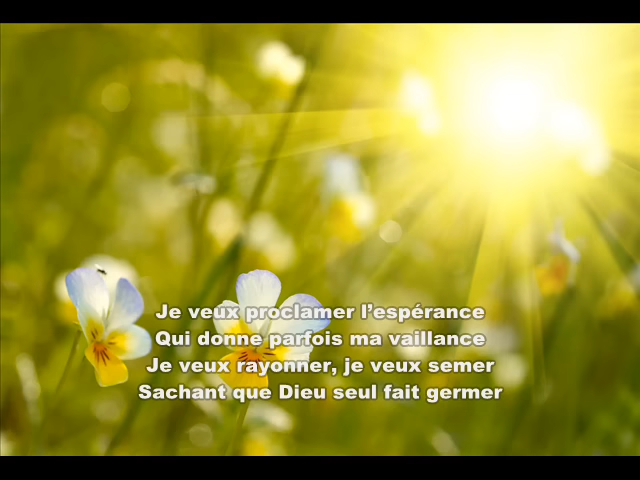 Je veux proclamer l’espérance
Qui donne parfois ma vaillance
Je veux rayonner, je veux semer
Sachant que Dieu seul fait germer